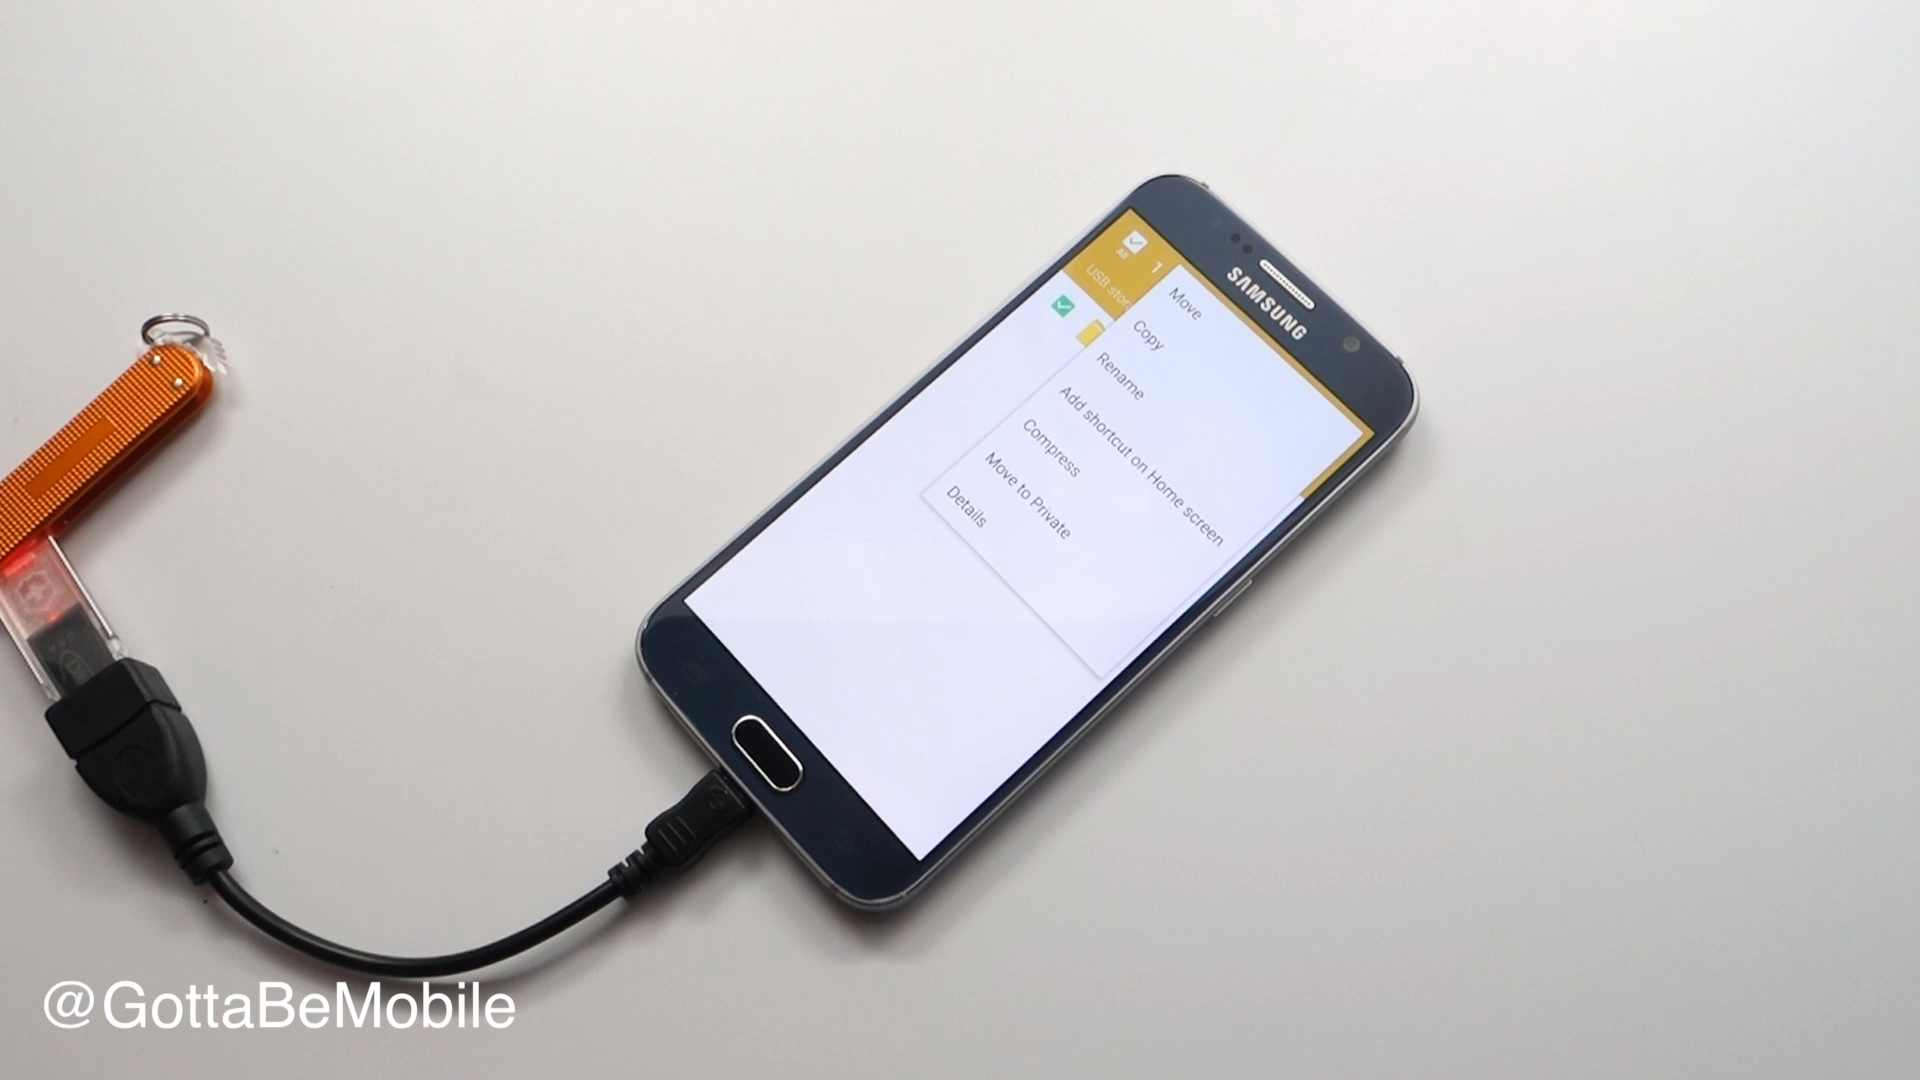 SAMSUNG
All
1
USB stor
Move
Copy
Rename
Add shortcut on Home screen
Compress
Move to Private
Details
@GottaBeMobile